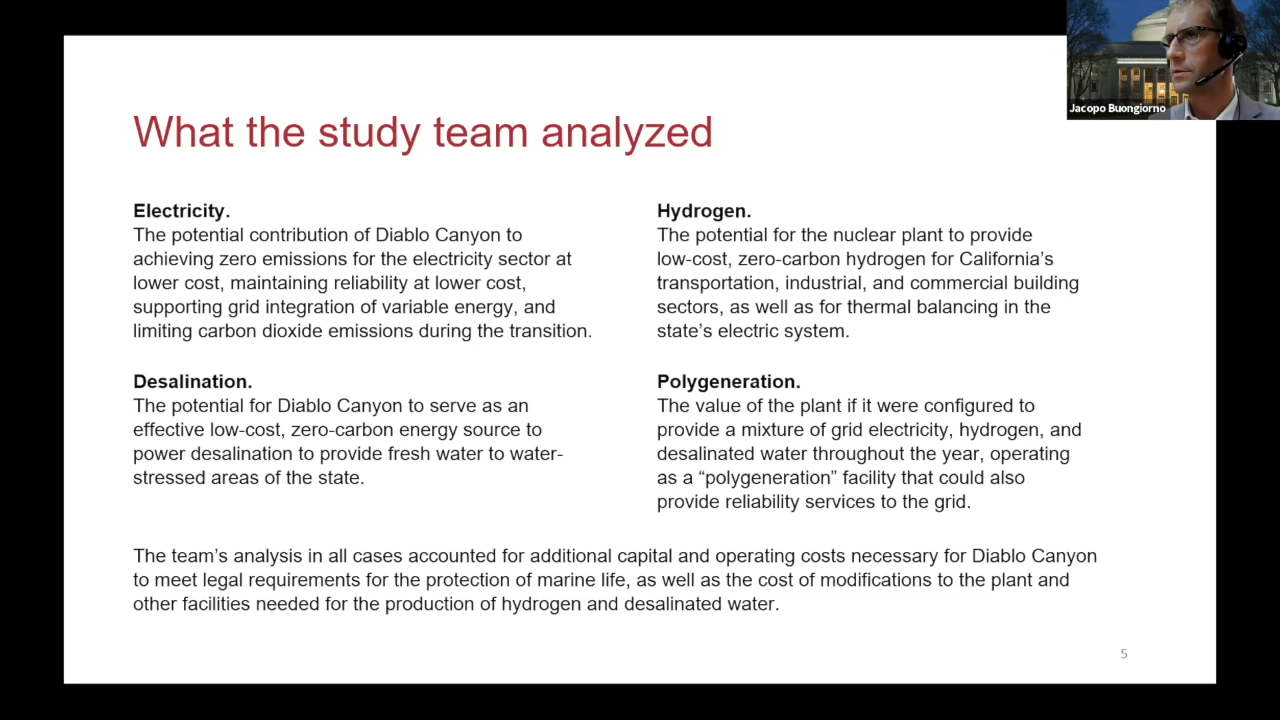 Jacopo Buongiorno
What the study team analyzed
Electricity.
The potential contribution of Diablo Canyon to
achieving zero emissions for the electricity sector at
lower cost, maintaining reliability at lower cost,
supporting grid integration of variable energy, and
limiting carbon dioxide emissions during the transition.
Hydrogen.
The potential for the nuclear plant to provide
low-cost, zero-carbon hydrogen for California's
transportation, industrial, and commercial building
sectors, as well as for thermal balancing in the
state's electric system.
Desalination.
The potential for Diablo Canyon to serve as an
effective low-cost, zero-carbon energy source to
power desalination to provide fresh water to water-
stressed areas of the state.
Polygeneration.
The value of the plant if it were configured to
provide a mixture of grid electricity, hydrogen, and
desalinated water throughout the year, operating
as a “polygeneration” facility that could also
provide reliability services to the grid.
The team's analysis in all cases accounted for additional capital and operating costs necessary for Diablo Canyon
to meet legal requirements for the protection of marine life, as well as the cost of modifications to the plant and
other facilities needed for the production of hydrogen and desalinated water.
5